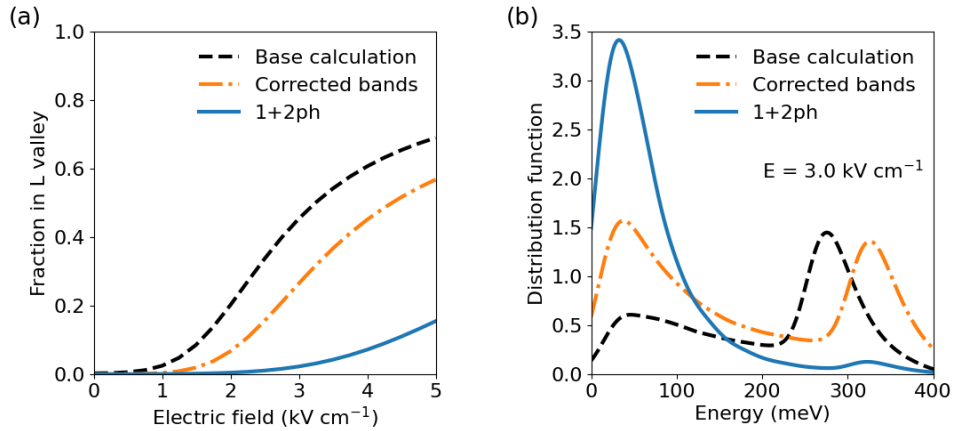 (a)
1.0
0.8
0.6
0.4
0.2
0.0
Fraction in L valley
Base calculation
Corrected bands
1+2ph
0 1 2 3 4 5
Electric field (kV cm⁻¹)
(b)
3.5
3.0
2.5
2.0
1.5
1.0
0.5
0.0
Distribution function
Base calculation
Corrected bands
1+2ph
E = 3.0 kV cm⁻¹
0 100 200 300 400
Energy (meV)